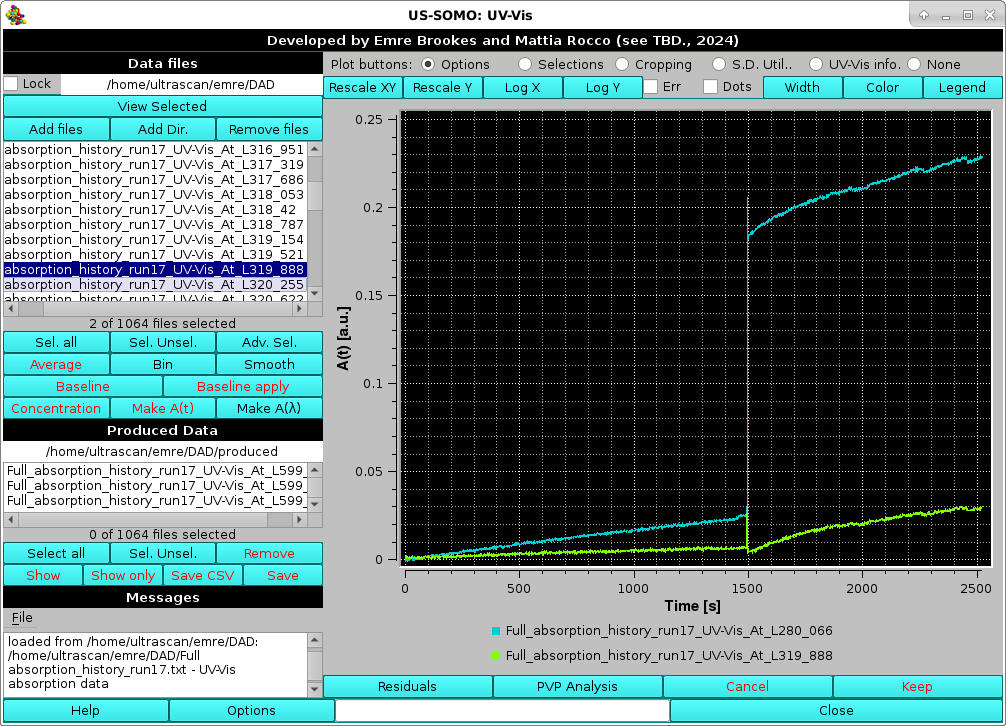 US-SOMO: UV-Vis
Developed by Emre Brookes and Mattia Rocco (see TBD., 2024)
Data files
Lock
/home/ultrascan/emre/DAD
View Selected
Add files
Add Dir.
Remove files
absorption_history_run17_UV-Vis_At_L316_951
absorption_history_run17_UV-Vis_At_L317_319
absorption_history_run17_UV-Vis_At_L317_686
absorption_history_run17_UV-Vis_At_L318_053
absorption_history_run17_UV-Vis_At_L318_42
absorption_history_run17_UV-Vis_At_L318_787
absorption_history_run17_UV-Vis_At_L319_154
absorption_history_run17_UV-Vis_At_L319_521
absorption_history_run17_UV-Vis_At_L319_888
absorption_history_run17_UV-Vis_At_L320_255
absorption_history_run17_UV-Vis_At_L320_622
2 of 1064 files selected
Sel. all
Sel. Unsel.
Adv. Sel.
Average
Bin
Smooth
Baseline
Baseline apply
Concentration
Make A(t)
Make A(λ)
Produced Data
/home/ultrascan/emre/DAD/produced
Full_absorption_history_run17_UV-Vis_At_L599_
Full_absorption_history_run17_UV-Vis_At_L599_
Full_absorption_history_run17_UV-Vis_At_L599_
0 of 1064 files selected
Select all
Sel. Unsel.
Remove
Show
Show only
Save CSV
Save
Messages
File
loaded from /home/ultrascan/emre/DAD:
/home/ultrascan/emre/DAD/Full
absorption_history_run17.txt - UV-Vis
absorption data
Help
Options
Plot buttons:
Options
Selections
Cropping
S.D. Util..
UV-Vis info.
None
Rescale XY
Rescale Y
Log X
Log Y
Err
Dots
Width
Color
Legend
0.25
0.2
0.15
0.1
0.05
0
A(t) [a.u.]
0
500
1000
1500
2000
2500
Time [s]
Full_absorption_history_run17_UV-Vis_At_L280_066
Full_absorption_history_run17_UV-Vis_At_L319_888
Residuals
PVP Analysis
Cancel
Keep
Close